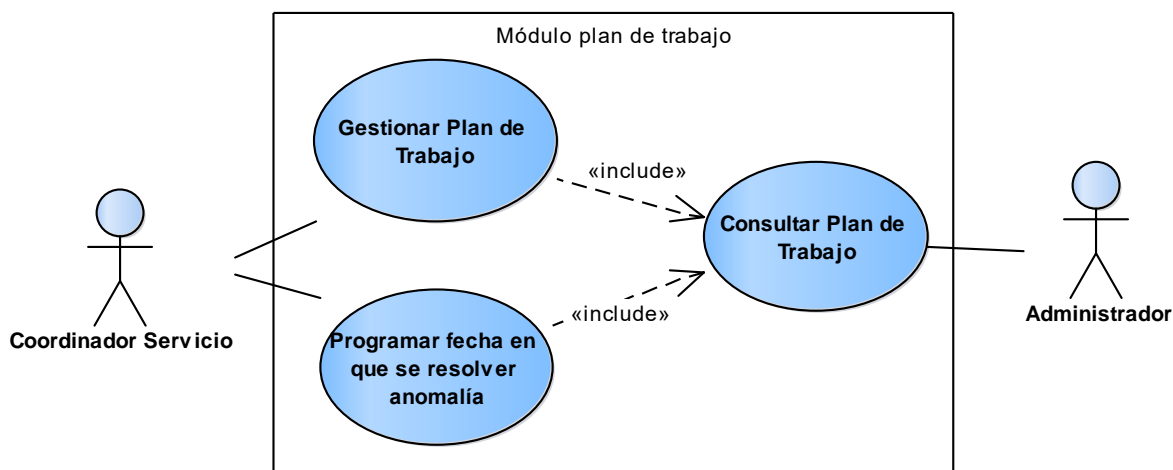 Módulo plan de trabajo
Gestionar Plan de
Trabajo
«include»
Consultar Plan de
Trabajo
«include»
Programar fecha en
que se resolver
anomalía
Coordinador Servicio
Administrador